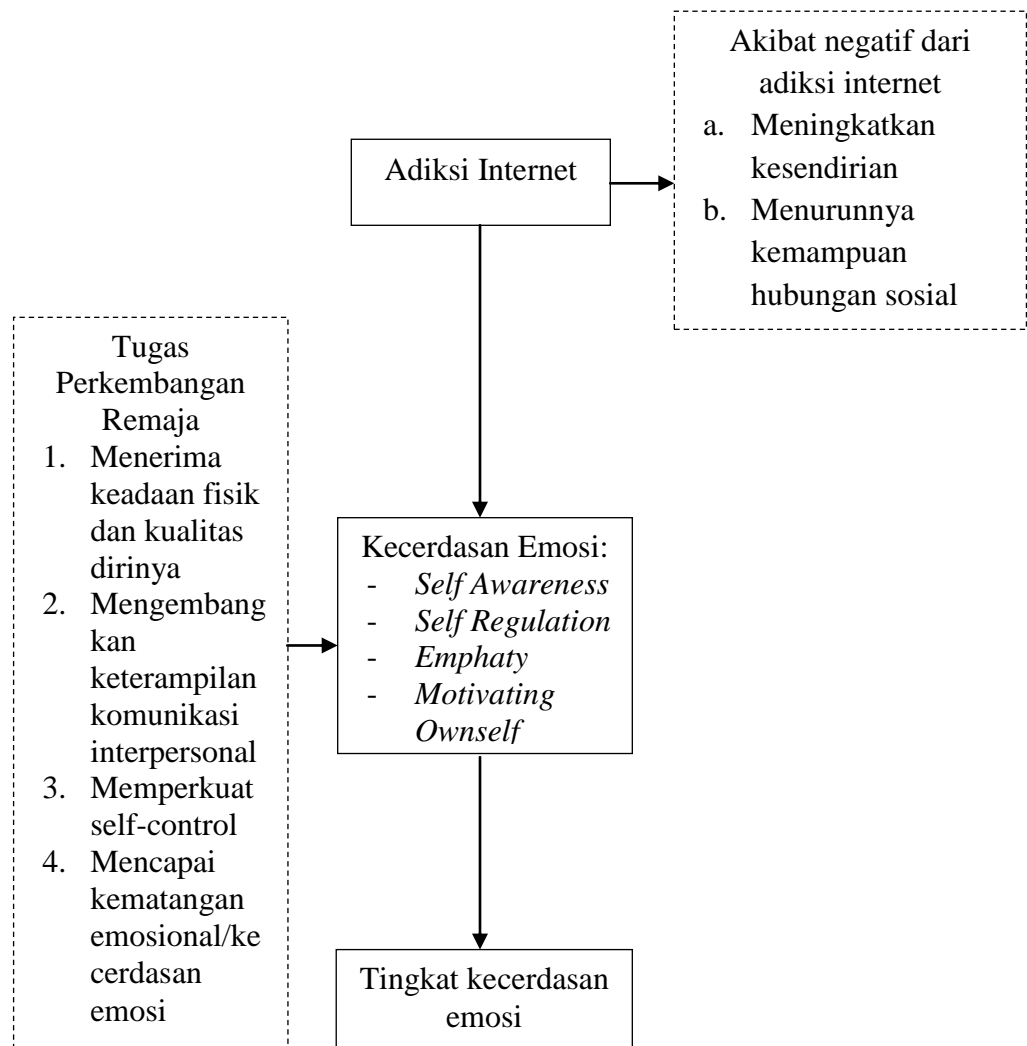 Akibat negatif dari
adiksi internet
a. Meningkatkan
kesendirian
b. Menurunnya
kemampuan
hubungan sosial
Adiksi Internet
Tugas
Perkembangan
Remaja
1. Menerima
keadaan fisik
dan kualitas
dirinya
2. Mengembang
kan
keterampilan
komunikasi
interpersonal
3. Memperkuat
self-control
4. Mencapai
kematangan
emosional/ke
cerdasan
emosi
Kecerdasan Emosi:
- Self Awareness
- Self Regulation
- Emphaty
- Motivating
Ownself
Tingkat kecerdasan
emosi